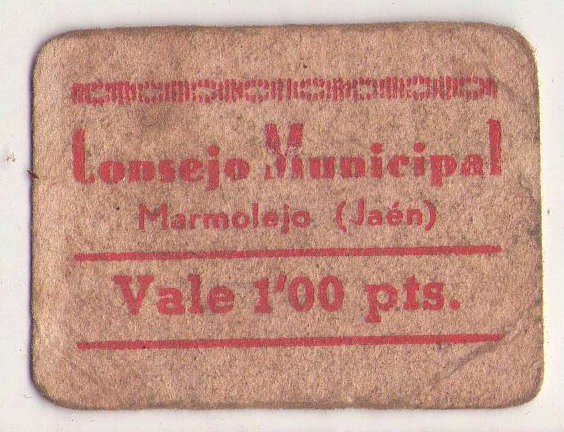 Consejo Municipal
Marmolejo (Jaén)
Vale 1'00 pts.